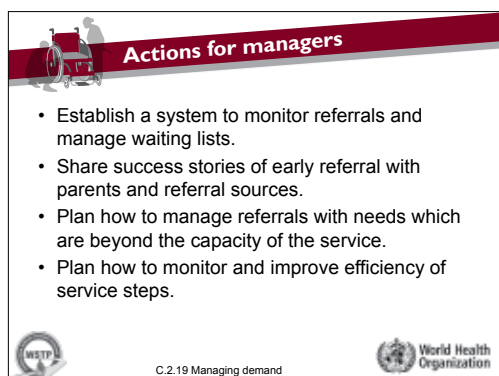 Actions for managers
• Establish a system to monitor referrals and
manage waiting lists.
• Share success stories of early referral with
parents and referral sources.
• Plan how to manage referrals with needs which
are beyond the capacity of the service.
• Plan how to monitor and improve efficiency of
service steps.
WSTP
C.2.19 Managing demand
World Health
Organization